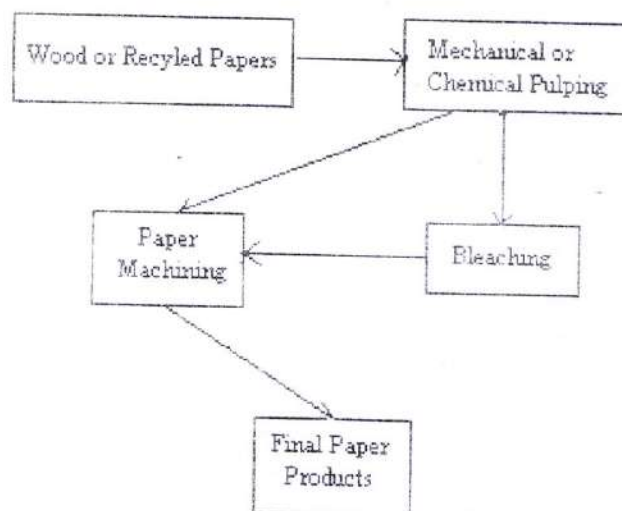 Wood or Recyled Papers
Mechanical or
Chemical Pulping
Paper
Machining
Bleaching
Final Paper
Products